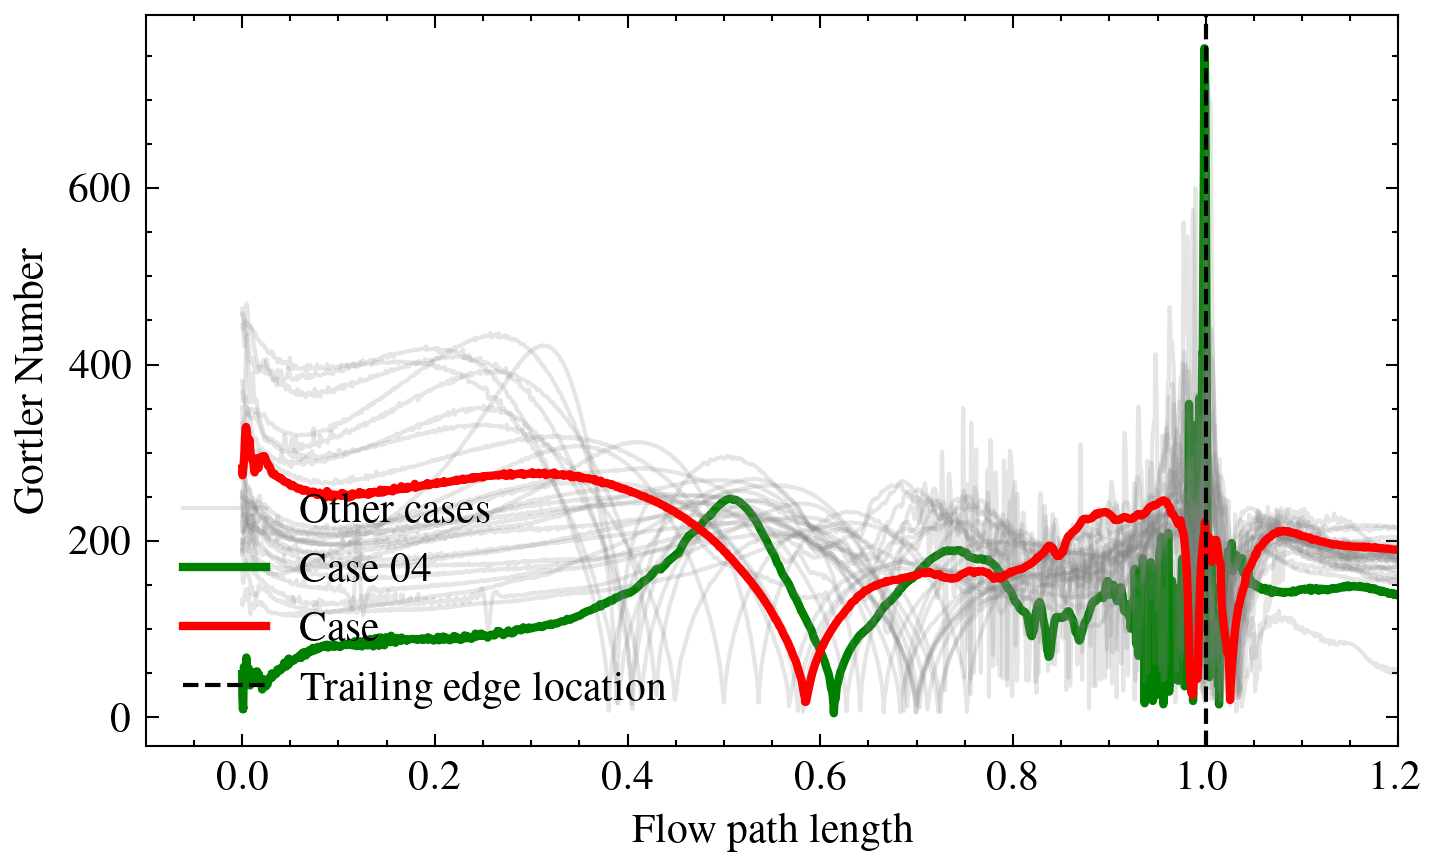 600
400
200
0
Gortler Number
Other cases
Case 04
Case
Trailing edge location
0.0 0.2 0.4 0.6 0.8 1.0 1.2
Flow path length